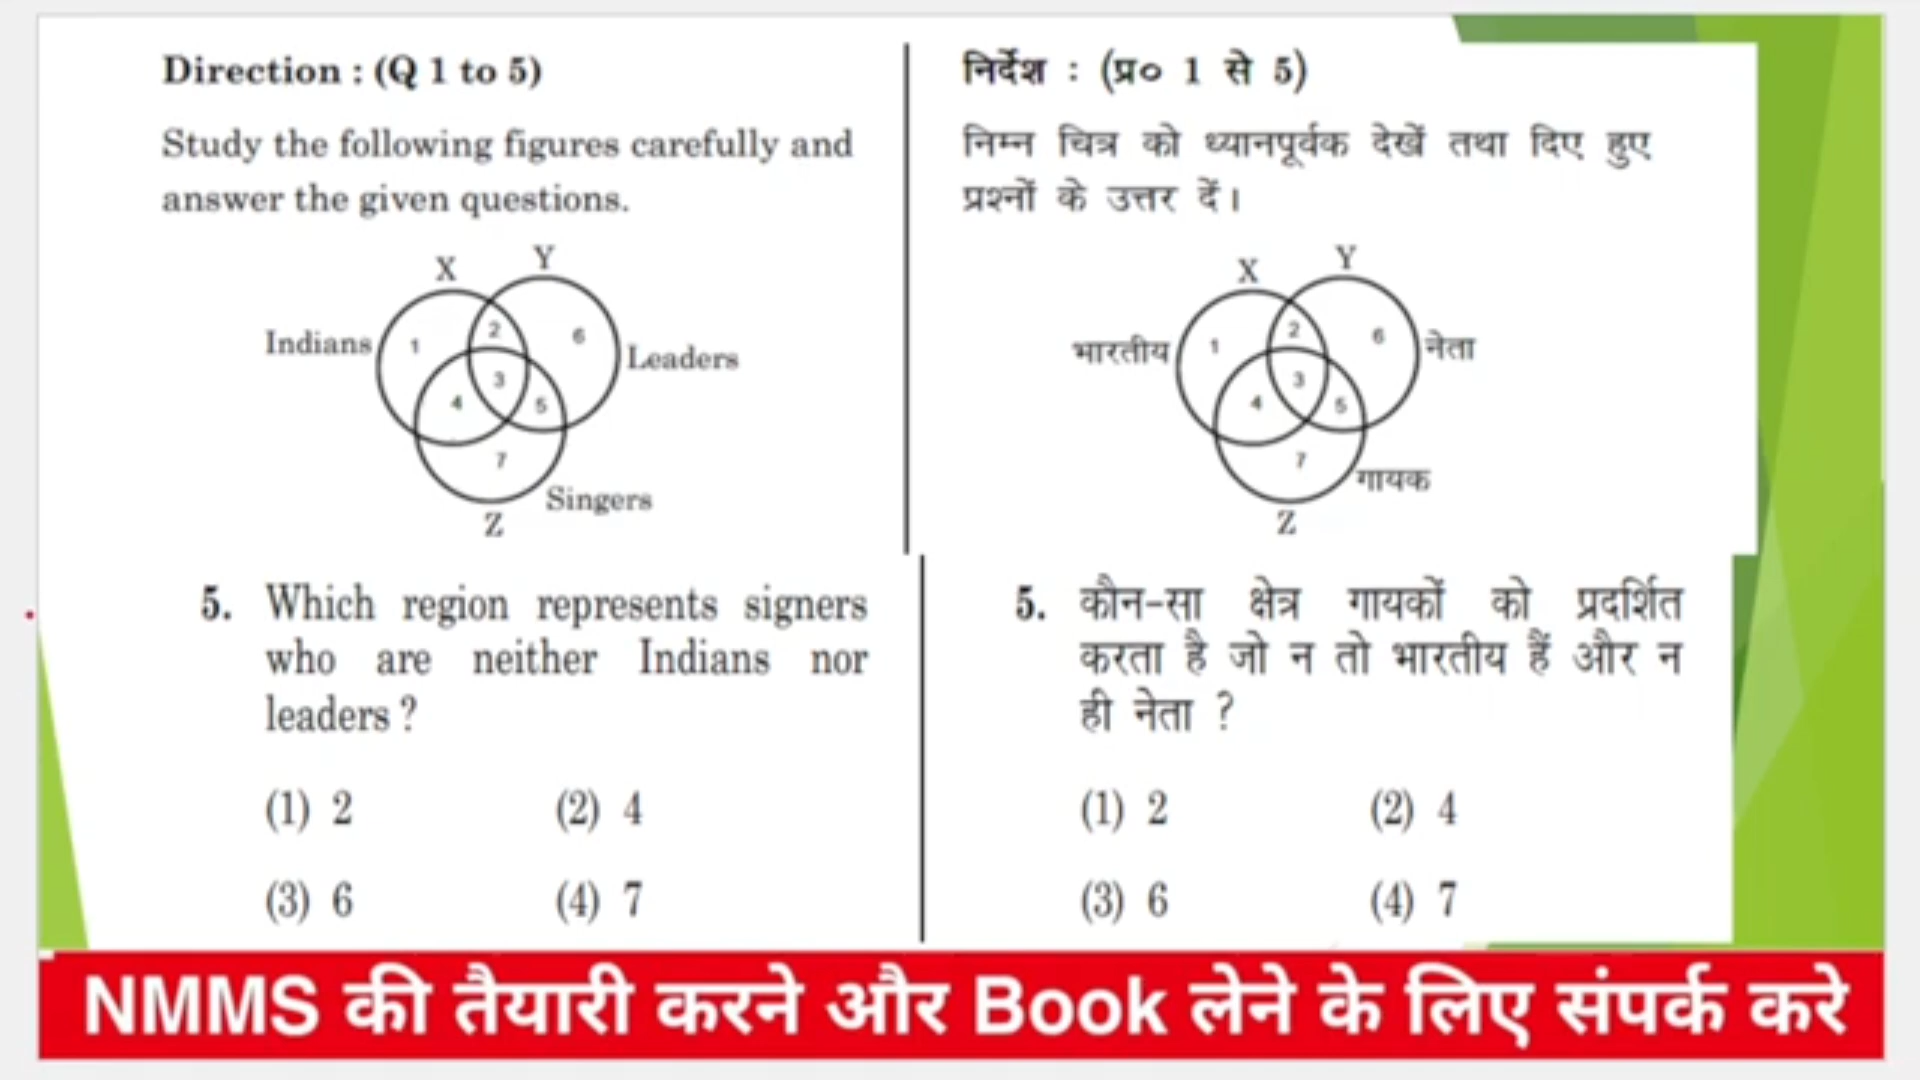 Direction : (Q 1 to 5)
Study the following figures carefully and
answer the given questions.
X
Y
Indians
1
2
6
Leaders
3
4
5
7
Singers
Z
5. Which region represents signers
who are neither Indians nor
leaders ?
(1) 2 (2) 4
(3) 6 (4) 7
निर्देश : (प्र० 1 से 5)
निम्न चित्र को ध्यानपूर्वक देखें तथा दिए हुए
प्रश्नों के उत्तर दें।
X
Y
भारतीय
1
2
6
नेता
3
4
5
7
गायक
Z
5. कौन-सा क्षेत्र गायकों को प्रदर्शित
करता है जो न तो भारतीय हैं और न
ही नेता ?
(1) 2 (2) 4
(3) 6 (4) 7
NMMS की तैयारी करने और Book लेने के लिए संपर्क करे